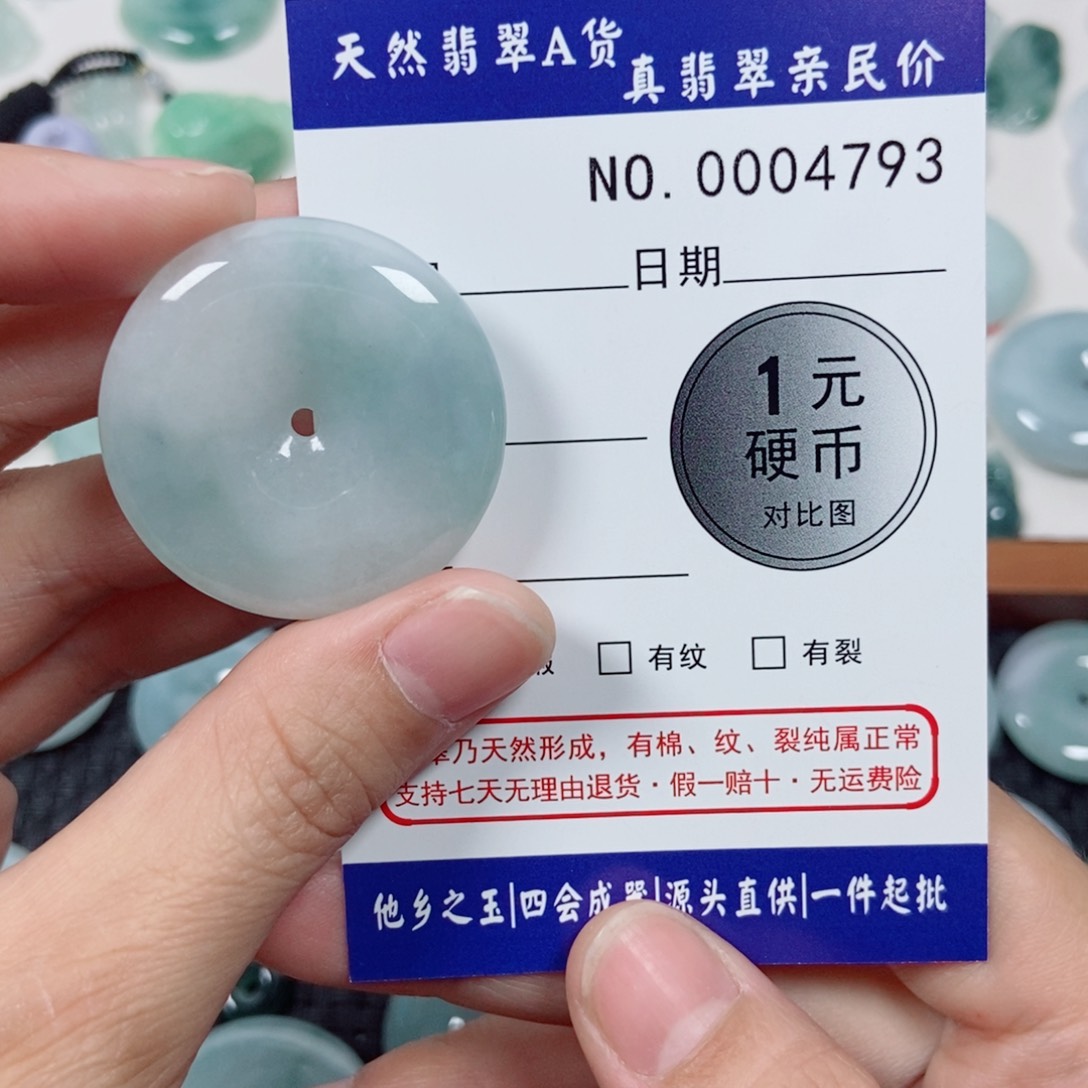 天然翡翠A货 真翡翠亲民价
NO. 0004793
日期
1元
硬币
对比图
有纹 有裂
翠乃天然形成，有棉、纹、裂纯属正常
支持七天无理由退货·假一赔十·无运费险
他乡之玉|四会成器|源头直供|一件起批